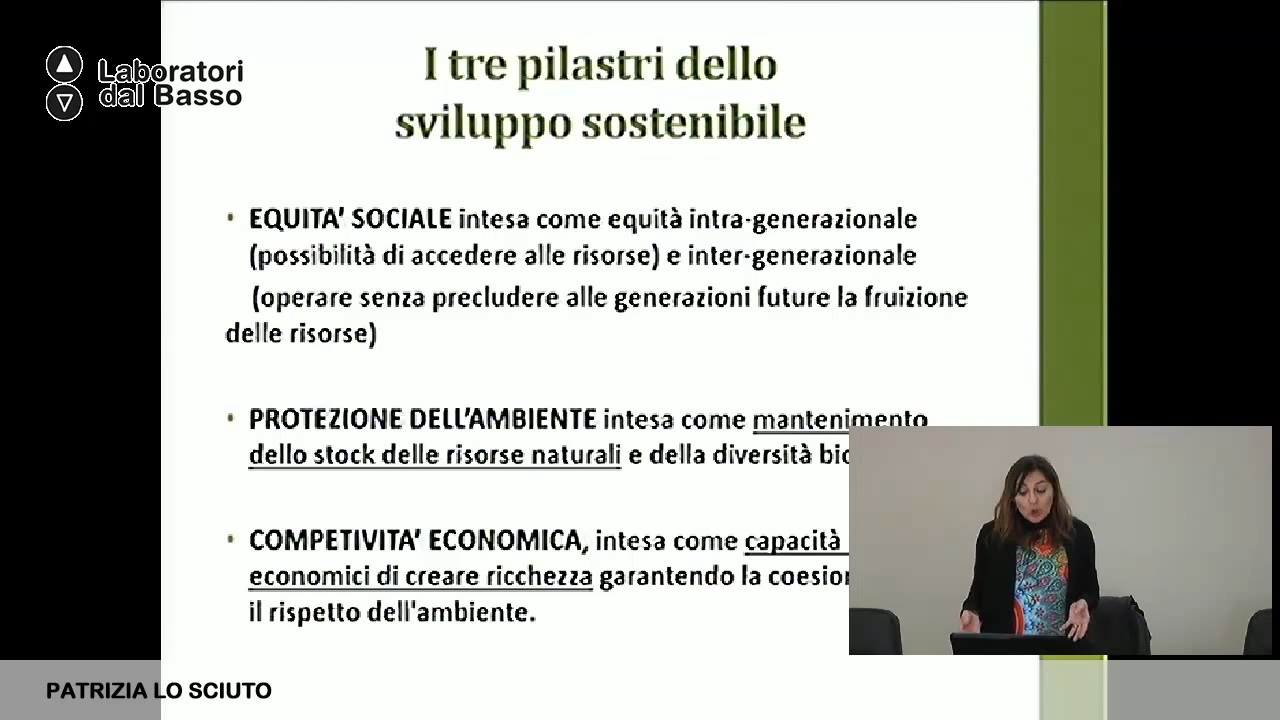 Laboratori
dal Basso
I tre pilastri dello
sviluppo sostenibile
• EQUITA' SOCIALE intesa come equità intra-generazionale
(possibilità di accedere alle risorse) e inter-generazionale
(operare senza precludere alle generazioni future la fruizione
delle risorse)
• PROTEZIONE DELL'AMBIENTE intesa come mantenimento
dello stock delle risorse naturali e della diversità
• COMPETIVITA' ECONOMICA, intesa come capacità
economici di creare ricchezza garantendo la
il rispetto dell'ambiente.
PATRIZIA LO SCIUTO